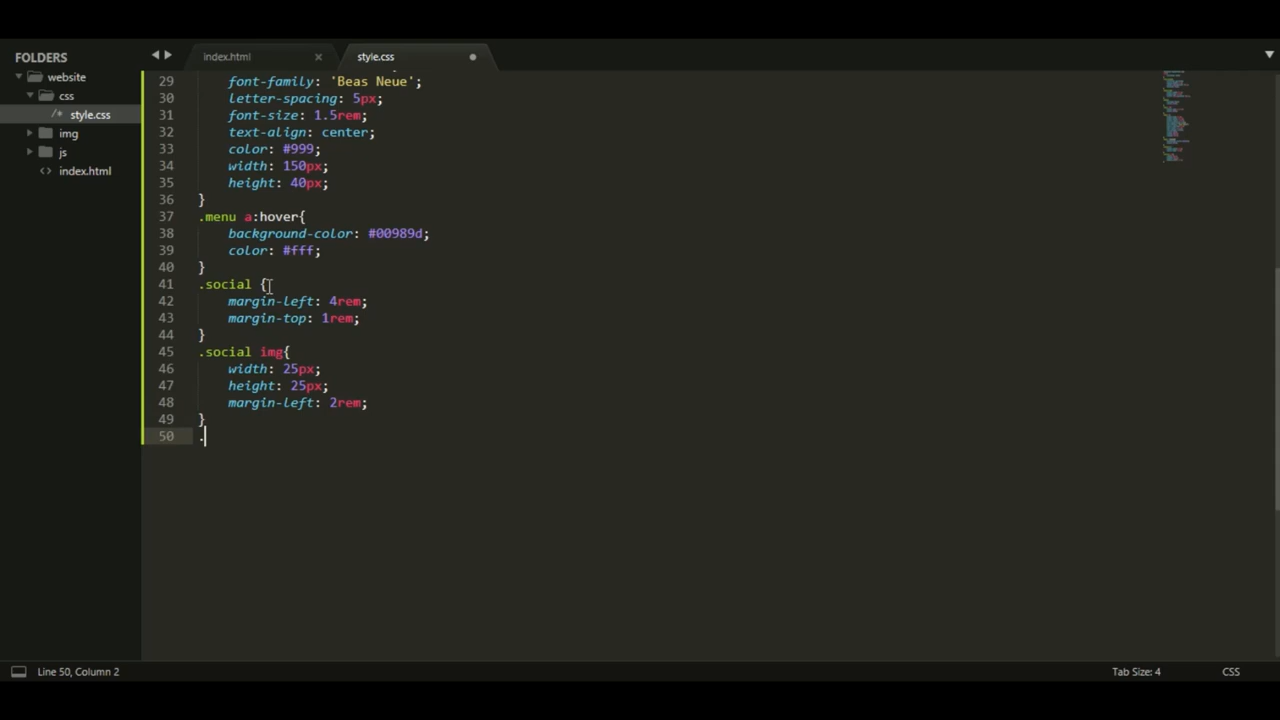 FOLDERS
website
css
/* style.css
img
js
<> index.html
index.html ×
style.css
29 font-family: 'Beas Neue';
30 letter-spacing: 5px;
31 font-size: 1.5rem;
32 text-align: center;
33 color: #999;
34 width: 150px;
35 height: 40px;
36 }
37 .menu a:hover{
38 background-color: #00989d;
39 color: #fff;
40 }
41 .social {
42 margin-left: 4rem;
43 margin-top: 1rem;
44 }
45 .social img{
46 width: 25px;
47 height: 25px;
48 margin-left: 2rem;
49 }
50 .
Line 50, Column 2
Tab Size: 4
CSS